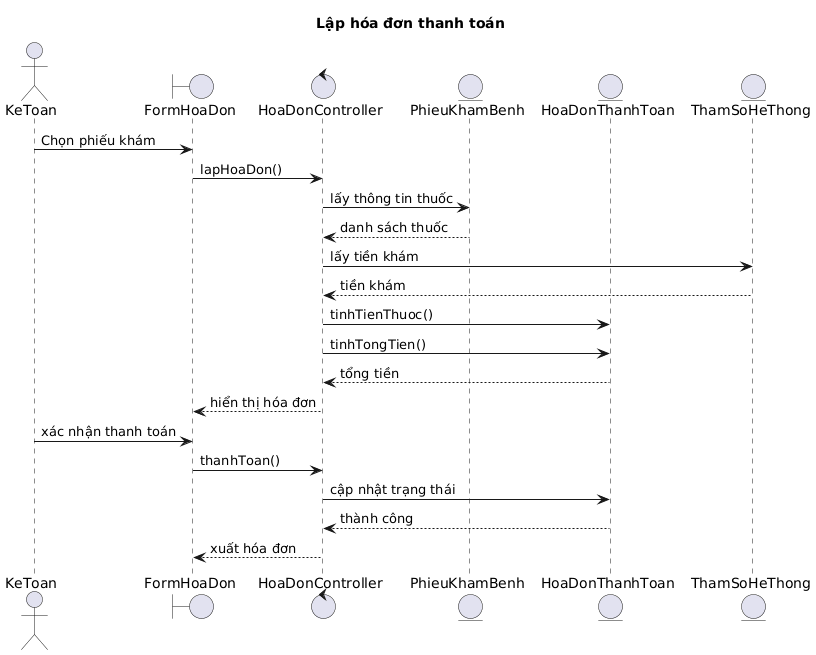 Lập hóa đơn thanh toán
KeToan
FormHoaDon
HoaDonController
PhieuKhamBenh
HoaDonThanhToan
ThamSoHeThong
Chọn phiếu khám
lapHoaDon()
lấy thông tin thuốc
danh sách thuốc
lấy tiền khám
tiền khám
tinhTienThuoc()
tinhTongTien()
tổng tiền
hiển thị hóa đơn
xác nhận thanh toán
thanhToan()
cập nhật trạng thái
thành công
xuất hóa đơn
KeToan
FormHoaDon
HoaDonController
PhieuKhamBenh
HoaDonThanhToan
ThamSoHeThong